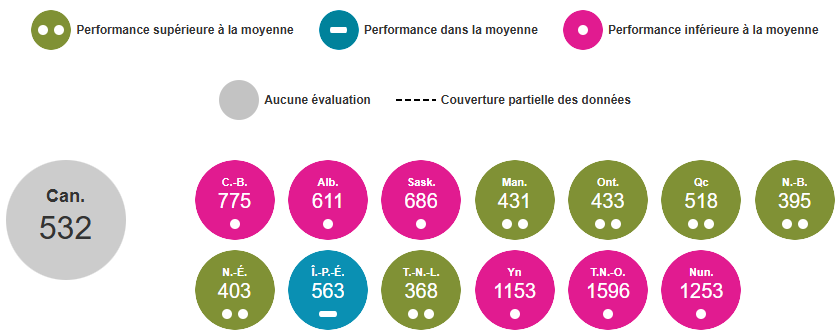 Performance supérieure à la moyenne Performance dans la moyenne Performance inférieure à la moyenne
Aucune évaluation Couverture partielle des données
Can.
532
C.-B. Alb. Sask. Man. Ont. Qc N.-B.
775 611 686 431 433 518 395
N.-É. Î.-P.-É. T.-N.-L. Yn T.N.-O. Nun.
403 563 368 1153 1596 1253